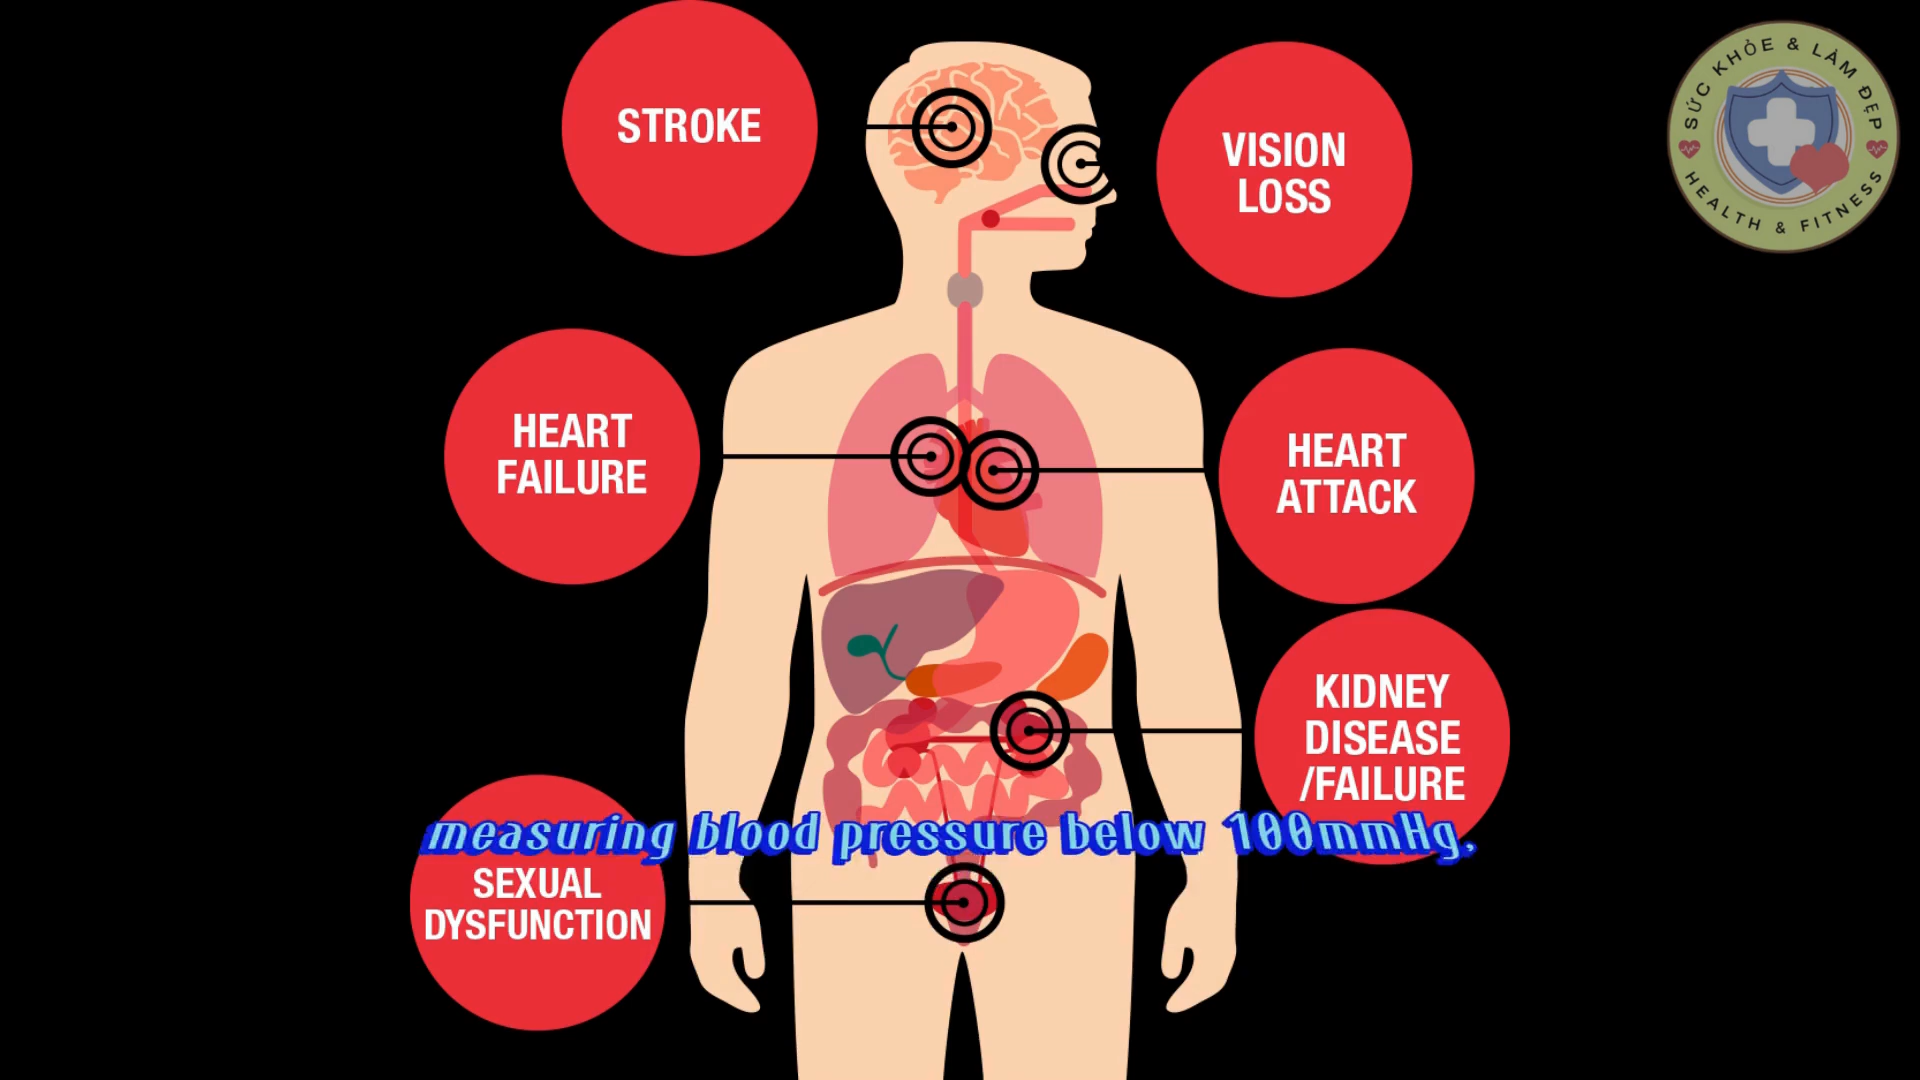 STROKE
VISION
LOSS
SỨC KHỎE & LÀM ĐẸP
HEALTH & FITNESS
HEART
FAILURE
HEART
ATTACK
KIDNEY
DISEASE
/FAILURE
measuring blood pressure below 100mmHg,
SEXUAL
DYSFUNCTION